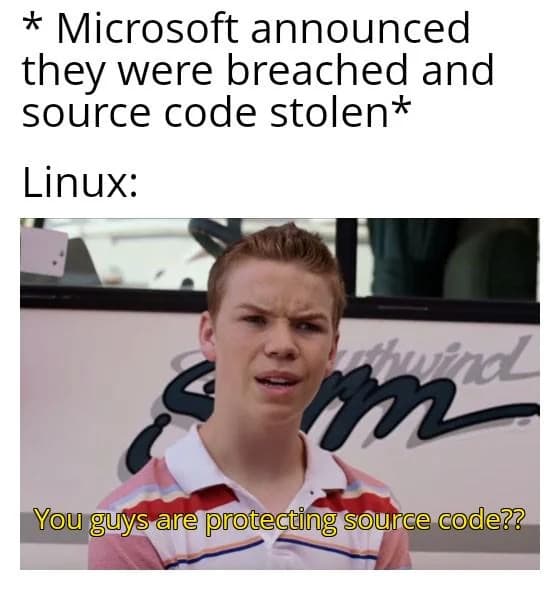 * Microsoft announced
they were breached and
source code stolen*
Linux:
You guys are protecting source code??